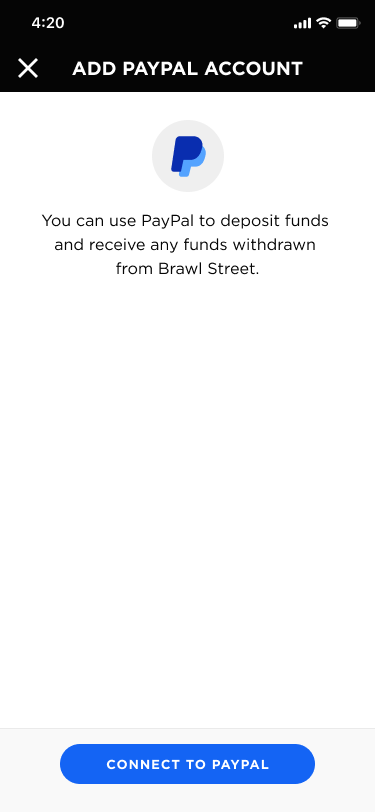 4:20
ADD PAYPAL ACCOUNT
You can use PayPal to deposit funds
and receive any funds withdrawn
from Brawl Street.
CONNECT TO PAYPAL